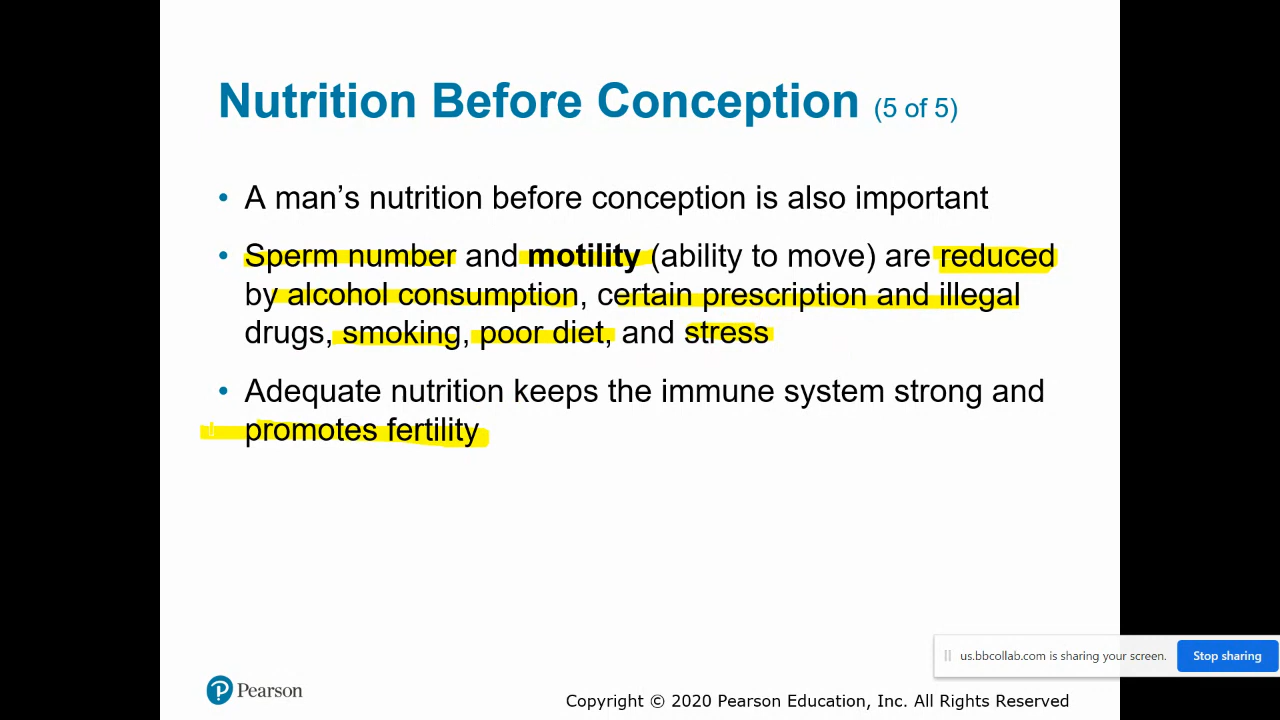 Nutrition Before Conception (5 of 5)
• A man’s nutrition before conception is also important
• Sperm number and motility (ability to move) are reduced
by alcohol consumption, certain prescription and illegal
drugs, smoking, poor diet, and stress
• Adequate nutrition keeps the immune system strong and
promotes fertility
us.bbcollab.com is sharing your screen.
Stop sharing
Pearson
Copyright © 2020 Pearson Education, Inc. All Rights Reserved